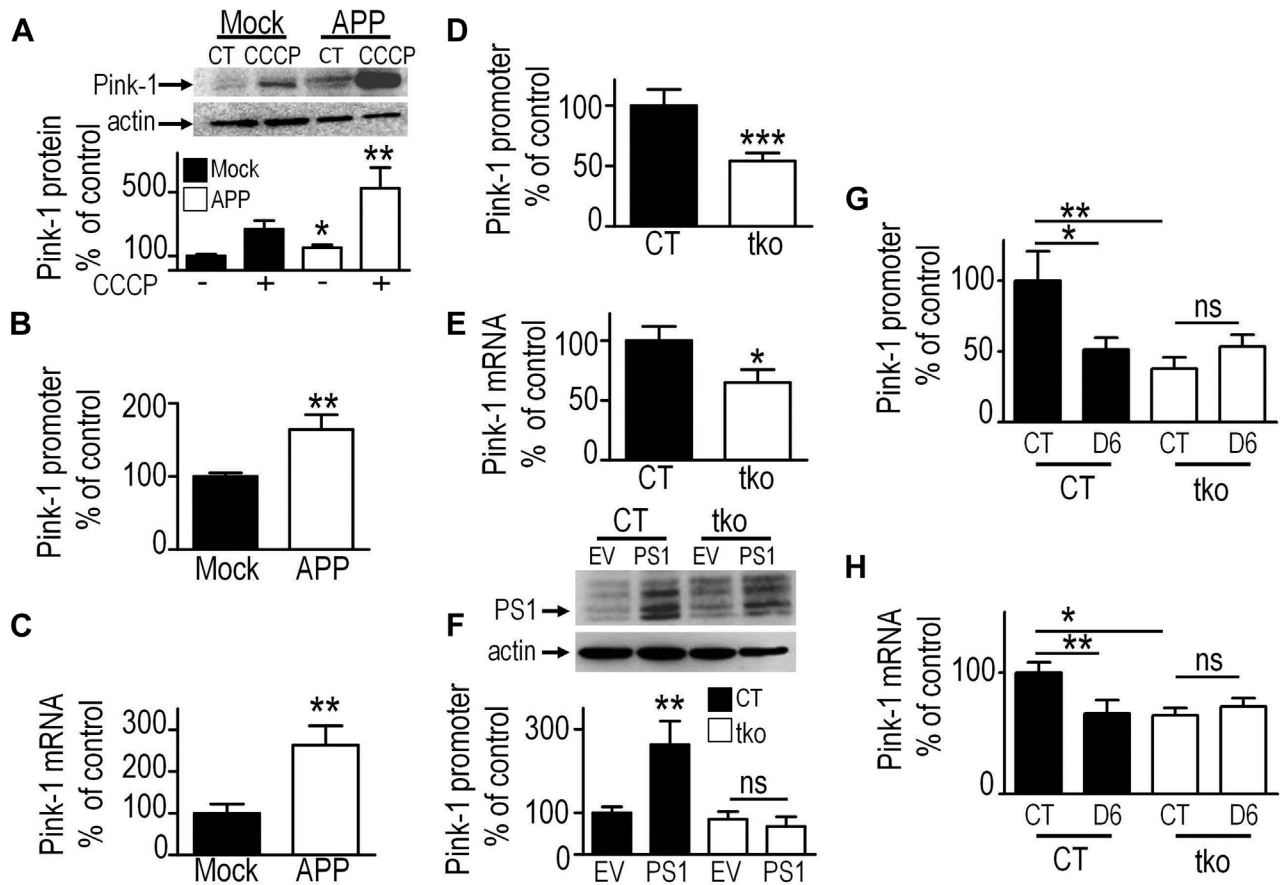 A
Mock APP
CT CCCP CT CCCP
Pink-1
actin
Pink-1 protein
% of control
500
100
Mock
APP
*
**
CCCP - + - +
B
Pink-1 promoter
% of control
200
100
0
**
Mock APP
C
Pink-1 mRNA
% of control
300
200
100
0
**
Mock APP
D
Pink-1 promoter
% of control
100
50
0
***
CT tko
E
Pink-1 mRNA
% of control
100
50
0
*
CT tko
F
CT tko
EV PS1 EV PS1
PS1
actin
Pink-1 promoter
% of control
300
100
0
**
CT
tko
ns
EV PS1 EV PS1
G
Pink-1 promoter
% of control
100
50
0
**
*
ns
CT D6 CT D6
CT tko
H
Pink-1 mRNA
% of control
100
0
*
**
ns
CT D6 CT D6
CT tko